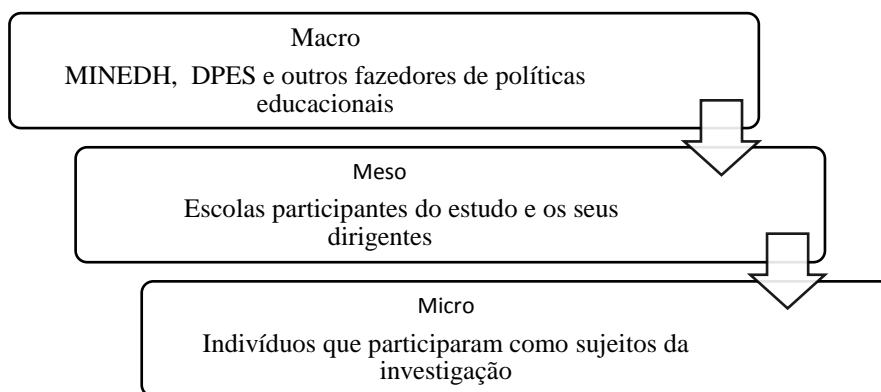 Macro
MINEDH, DPES e outros fazedores de políticas
educacionais
Meso
Escolas participantes do estudo e os seus
dirigentes
Micro
Indivíduos que participaram como sujeitos da
investigação